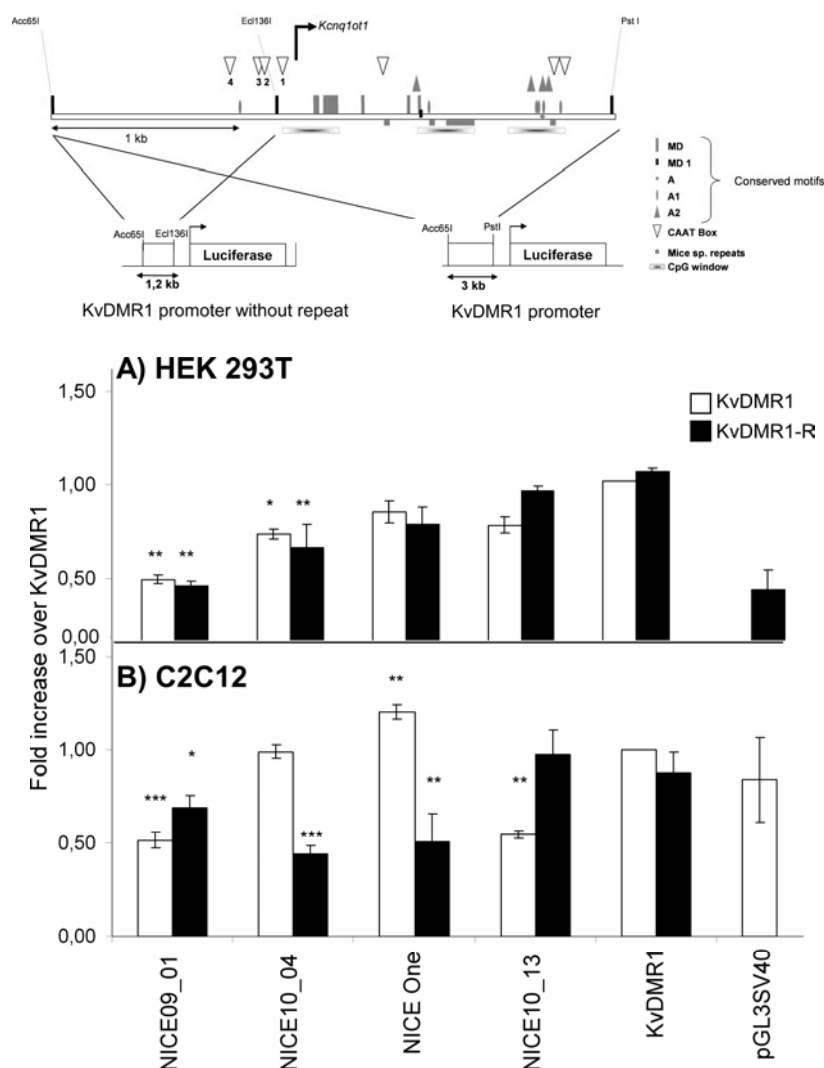 Acc65I
Ecl136I
Kcnq1ot1
Pst I
4
3 2
1
1 kb
MD
MD 1
A
A1
A2
Conserved motifs
CAAT Box
Mice sp. repeats
CpG window
Acc65I
Ecl136I
Luciferase
1,2 kb
KvDMR1 promoter without repeat
Acc65I
PstI
Luciferase
3 kb
KvDMR1 promoter
A) HEK 293T
KvDMR1
KvDMR1-R
Fold increase over KvDMR1
1,50
1,00
0,50
0,00
** ** * **
B) C2C12
1,50
1,00
0,50
0,00
*** * *** ** ** **
NICE09_01
NICE10_04
NICE One
NICE10_13
KvDMR1
pGL3SV40